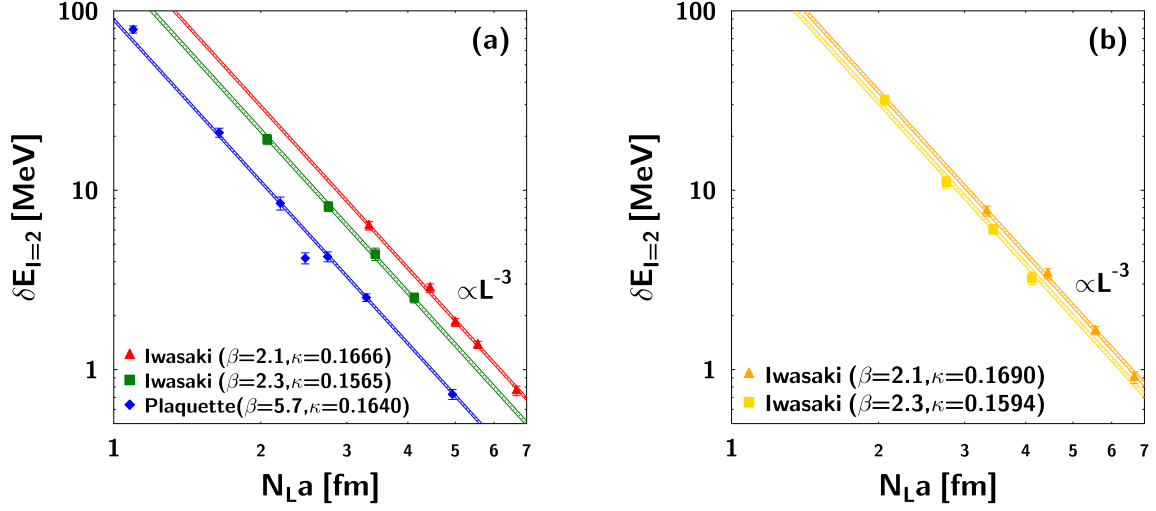 100
(a)
10
δE_{I=2} [MeV]
∝L^{-3}
1
Iwasaki (β=2.1,κ=0.1666)
Iwasaki (β=2.3,κ=0.1565)
Plaquette(β=5.7,κ=0.1640)
1 2 3 4 5 6 7
N_L a [fm]
100
(b)
10
δE_{I=2} [MeV]
∝L^{-3}
1
Iwasaki (β=2.1,κ=0.1690)
Iwasaki (β=2.3,κ=0.1594)
1 2 3 4 5 6 7
N_L a [fm]